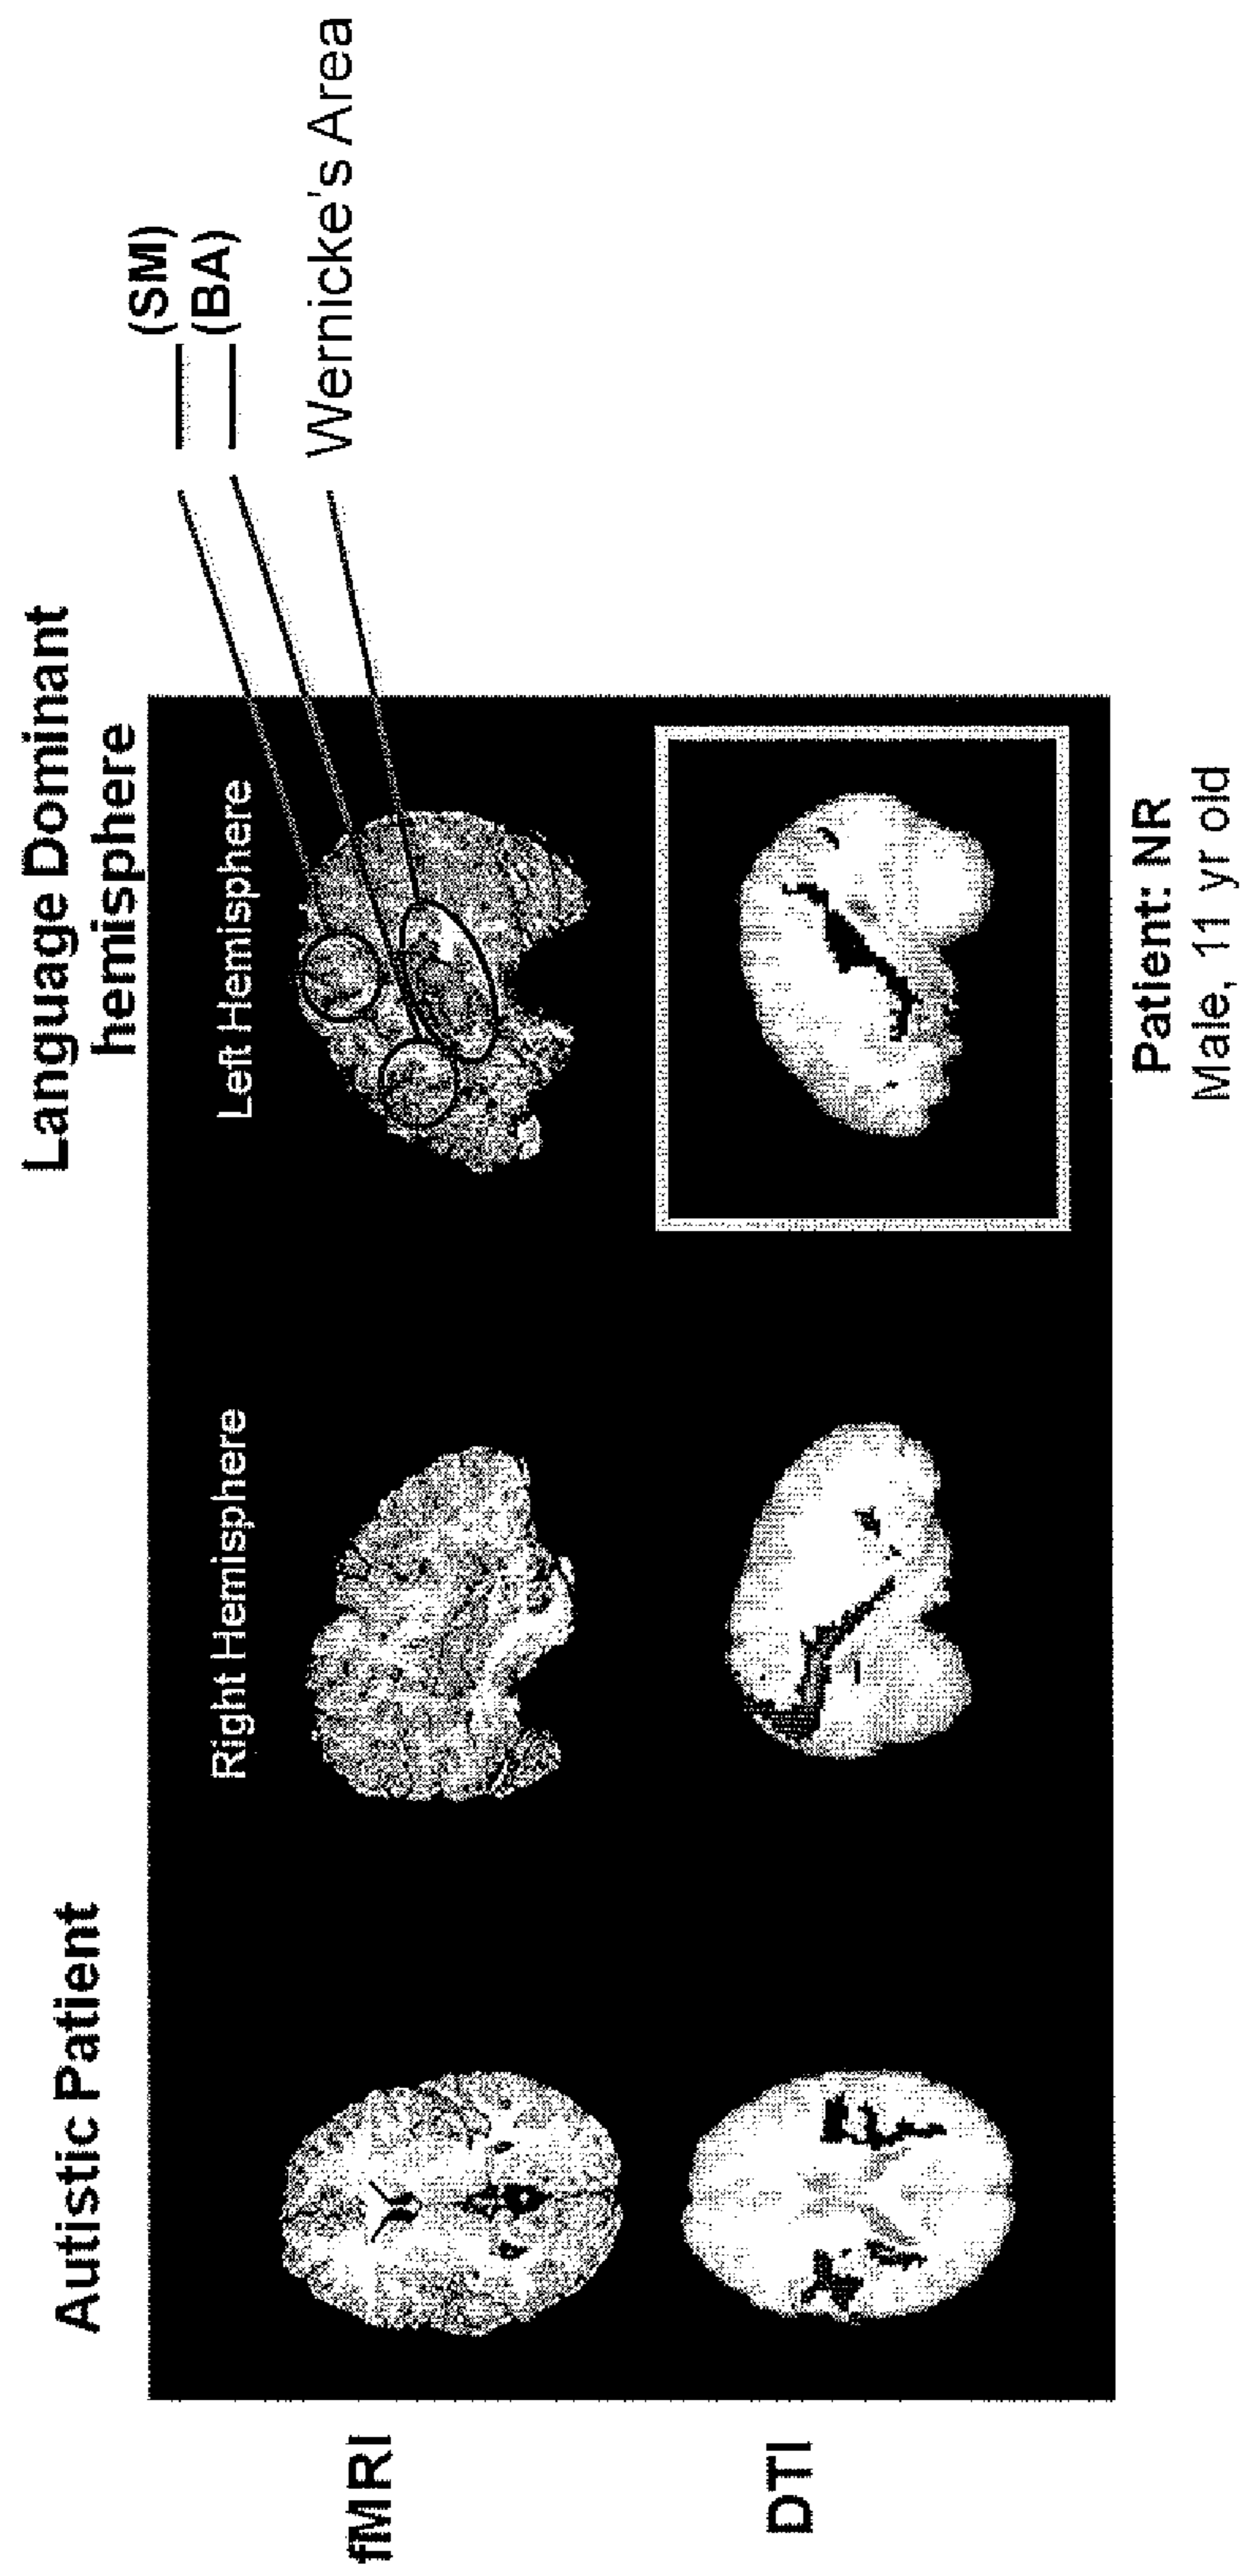 Autistic Patient
Language Dominant
hemisphere
Right Hemisphere
Left Hemisphere
(SM)
(BA)
Wernicke's Area
fMRI
DTI
Patient: NR
Male, 11 yr old